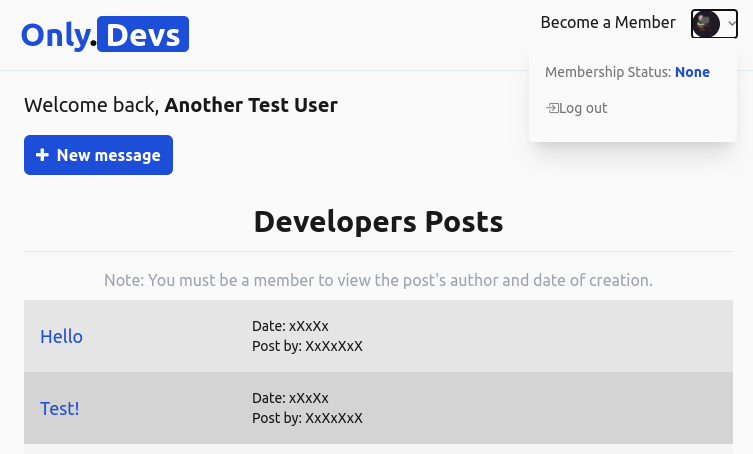 Only.Devs
Become a Member
Membership Status: None
Log out
Welcome back, Another Test User
+ New message
Developers Posts
Note: You must be a member to view the post's author and date of creation.
Hello
Date: xXxXx
Post by: XxXxXxX
Test!
Date: xXxXx
Post by: XxXxXxX